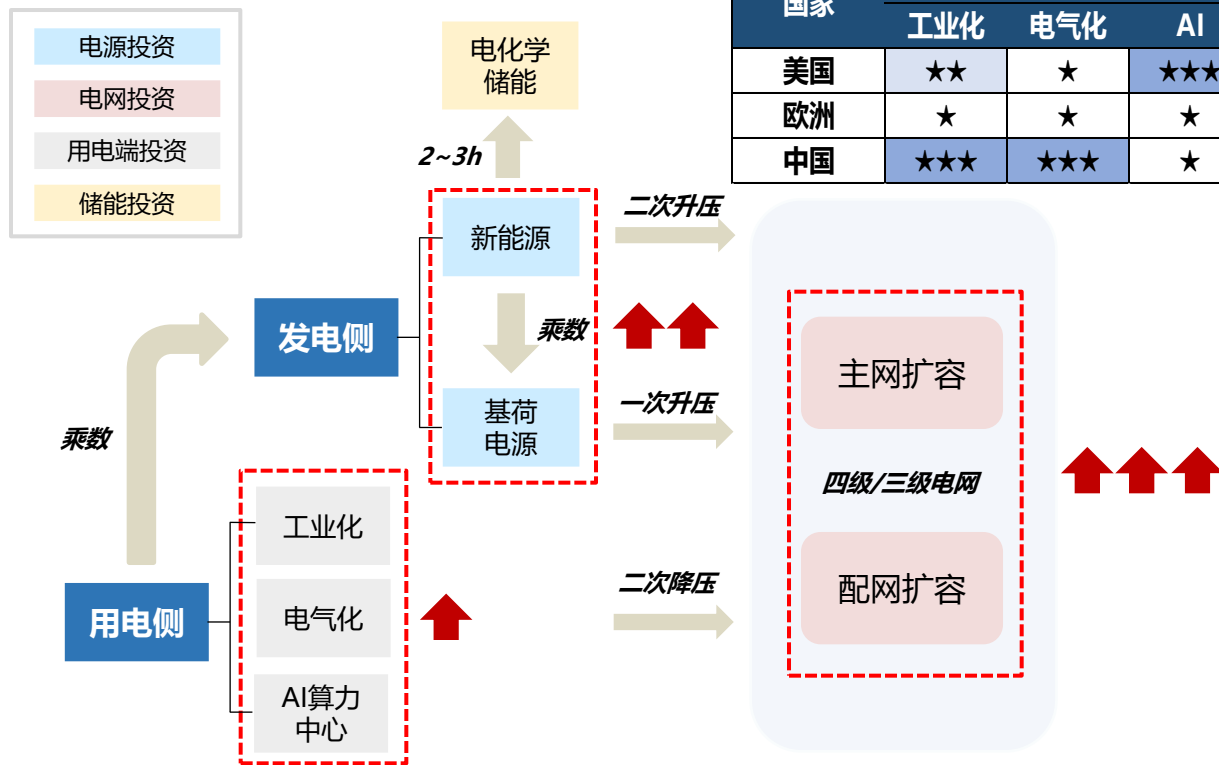 电源投资
电网投资
用电端投资
储能投资
国家
工业化 电气化 AI
美国 ★★ ★ ★★★
欧洲 ★ ★ ★
中国 ★★★ ★★★ ★
电化学
储能
2~3h
新能源
二次升压
发电侧
乘数
基荷
电源
一次升压
主网扩容
四级/三级电网
配网扩容
乘数
工业化
用电侧
电气化
二次降压
AI算力
中心